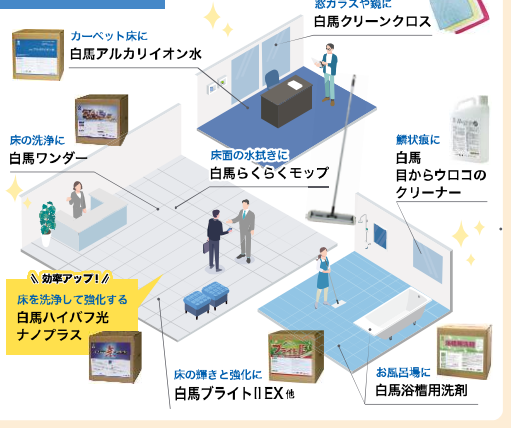 窓ガラスや鏡に
白馬クリーンクロス
カーペット床に
白馬アルカリイオン水
床の洗浄に
白馬ワンダー
床面の水拭きに
白馬らくらくモップ
鱗状痕に
白馬
目からウロコの
クリーナー
効率アップ!
床を洗浄して強化する
白馬ハイバフ光
ナノプラス
床の輝きと強化に
白馬ブライトⅡEX他
お風呂場に
白馬浴槽用洗剤